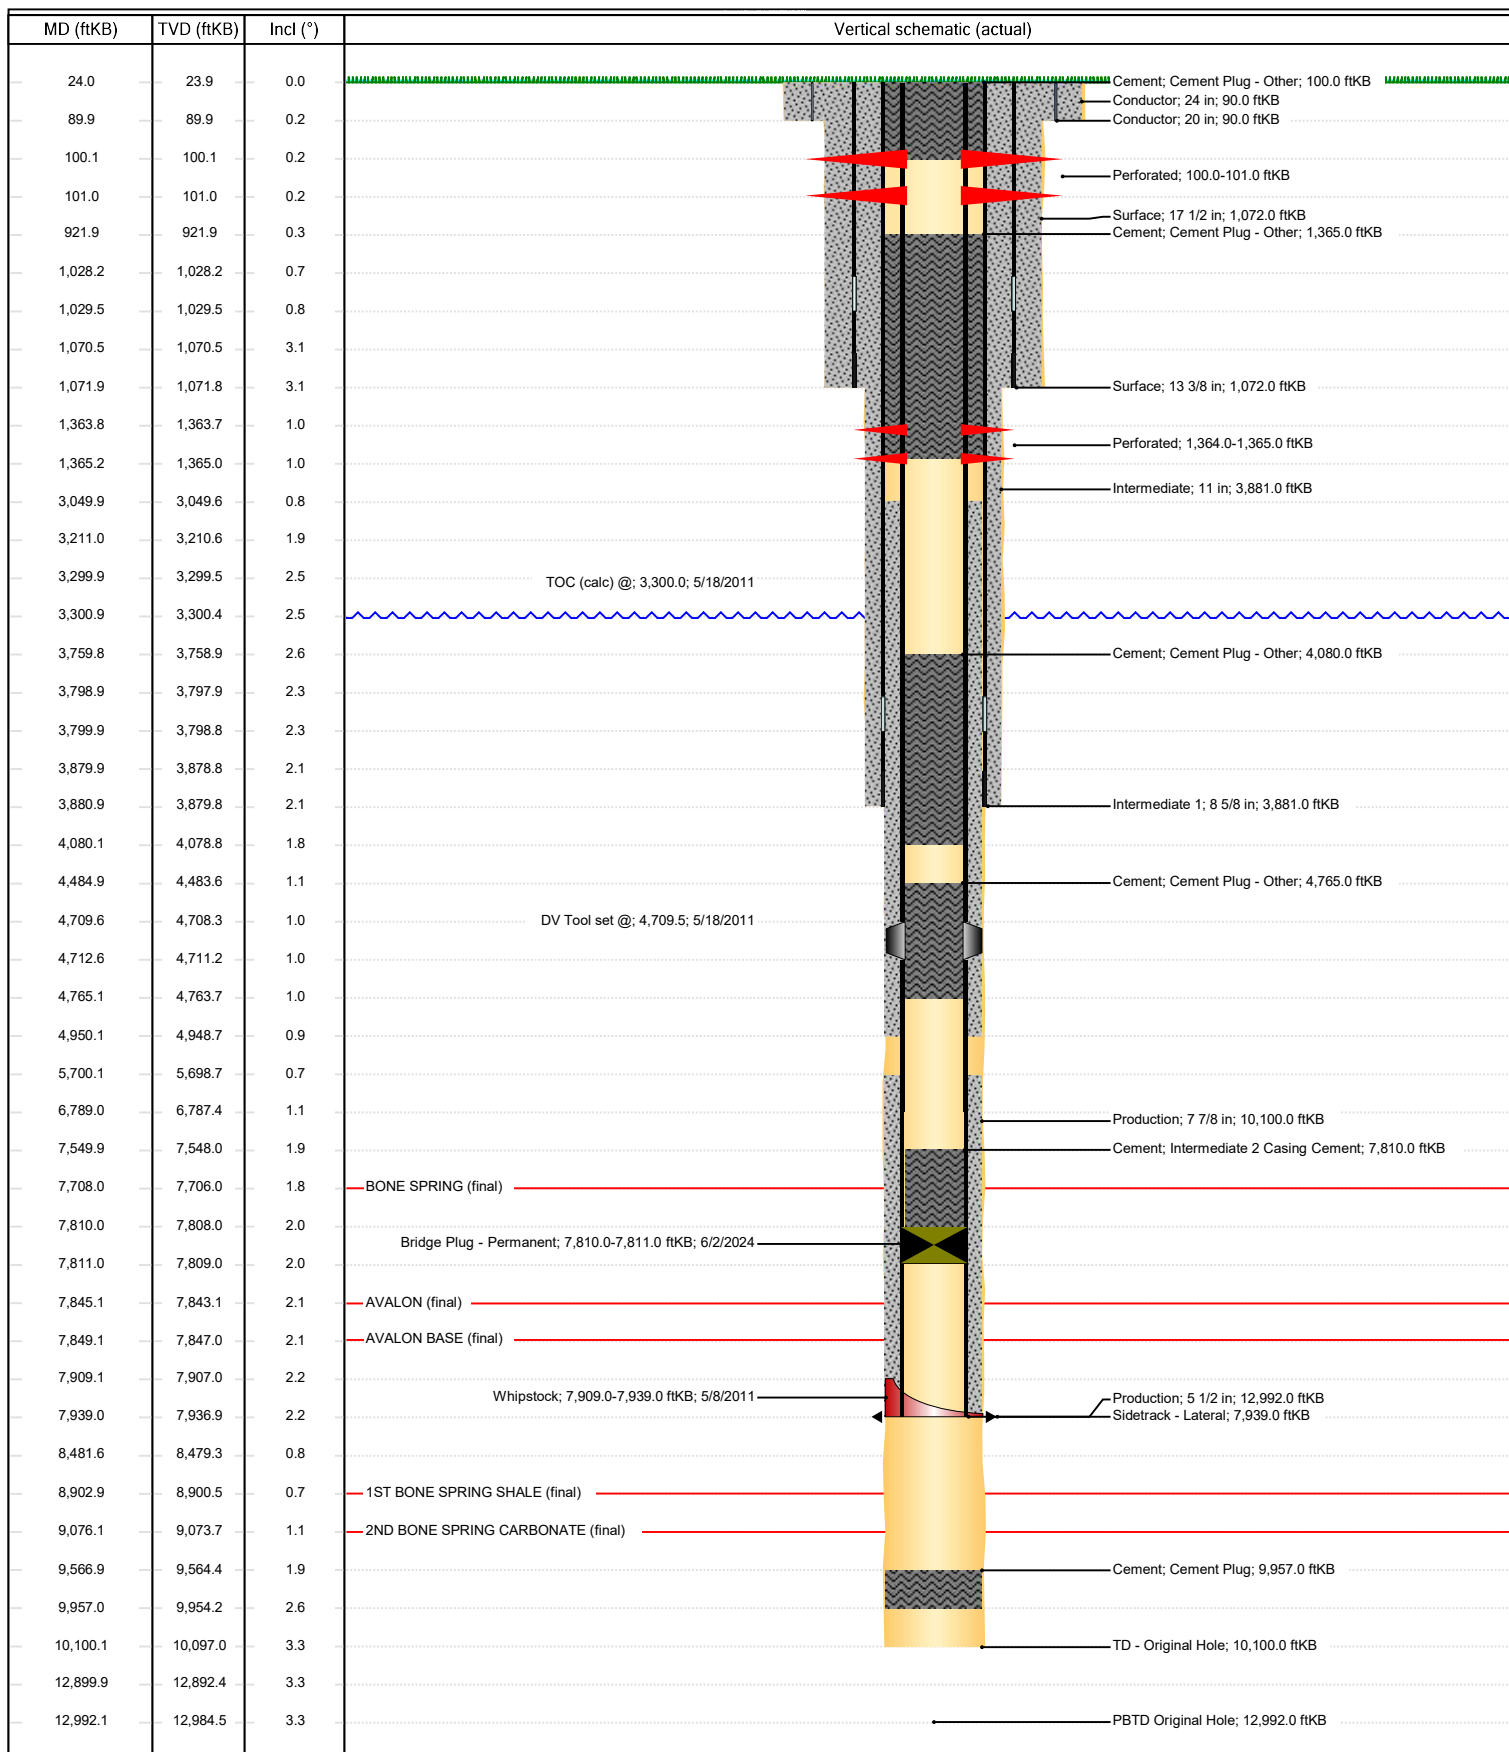 MD (ftKB) TVD (ftKB) Incl (°) Vertical schematic (actual)
24.0 23.9 0.0 Cement; Cement Plug - Other; 100.0 ftKB
Conductor; 24 in; 90.0 ftKB
89.9 89.9 0.2 Conductor; 20 in; 90.0 ftKB
100.1 100.1 0.2
Perforated; 100.0-101.0 ftKB
101.0 101.0 0.2
Surface; 17 1/2 in; 1,072.0 ftKB
921.9 921.9 0.3 Cement; Cement Plug - Other; 1,365.0 ftKB
1,028.2 1,028.2 0.7
1,029.5 1,029.5 0.8
1,070.5 1,070.5 3.1
1,071.9 1,071.8 3.1 Surface; 13 3/8 in; 1,072.0 ftKB
1,363.8 1,363.7 1.0
Perforated; 1,364.0-1,365.0 ftKB
1,365.2 1,365.0 1.0
Intermediate; 11 in; 3,881.0 ftKB
3,049.9 3,049.6 0.8
3,211.0 3,210.6 1.9
3,299.9 3,299.5 2.5 TOC (calc) @; 3,300.0; 5/18/2011
3,300.9 3,300.4 2.5
3,759.8 3,758.9 2.6 Cement; Cement Plug - Other; 4,080.0 ftKB
3,798.9 3,797.9 2.3
3,799.9 3,798.8 2.3
3,879.9 3,878.8 2.1
3,880.9 3,879.8 2.1 Intermediate 1; 8 5/8 in; 3,881.0 ftKB
4,080.1 4,078.8 1.8
4,484.9 4,483.6 1.1 Cement; Cement Plug - Other; 4,765.0 ftKB
4,709.6 4,708.3 1.0 DV Tool set @; 4,709.5; 5/18/2011
4,712.6 4,711.2 1.0
4,765.1 4,763.7 1.0
4,950.1 4,948.7 0.9
5,700.1 5,698.7 0.7
6,789.0 6,787.4 1.1 Production; 7 7/8 in; 10,100.0 ftKB
7,549.9 7,548.0 1.9 Cement; Intermediate 2 Casing Cement; 7,810.0 ftKB
7,708.0 7,706.0 1.8 BONE SPRING (final)
7,810.0 7,808.0 2.0
Bridge Plug - Permanent; 7,810.0-7,811.0 ftKB; 6/2/2024
7,811.0 7,809.0 2.0
7,845.1 7,843.1 2.1 AVALON (final)
7,849.1 7,847.0 2.1 AVALON BASE (final)
7,909.1 7,907.0 2.2
Whipstock; 7,909.0-7,939.0 ftKB; 5/8/2011 Production; 5 1/2 in; 12,992.0 ftKB
7,939.0 7,936.9 2.2 Sidetrack - Lateral; 7,939.0 ftKB
8,481.6 8,479.3 0.8
8,902.9 8,900.5 0.7 1ST BONE SPRING SHALE (final)
9,076.1 9,073.7 1.1 2ND BONE SPRING CARBONATE (final)
9,566.9 9,564.4 1.9 Cement; Cement Plug; 9,957.0 ftKB
9,957.0 9,954.2 2.6
10,100.1 10,097.0 3.3 TD - Original Hole; 10,100.0 ftKB
12,899.9 12,892.4 3.3
12,992.1 12,984.5 3.3 PBTD Original Hole; 12,992.0 ftKB